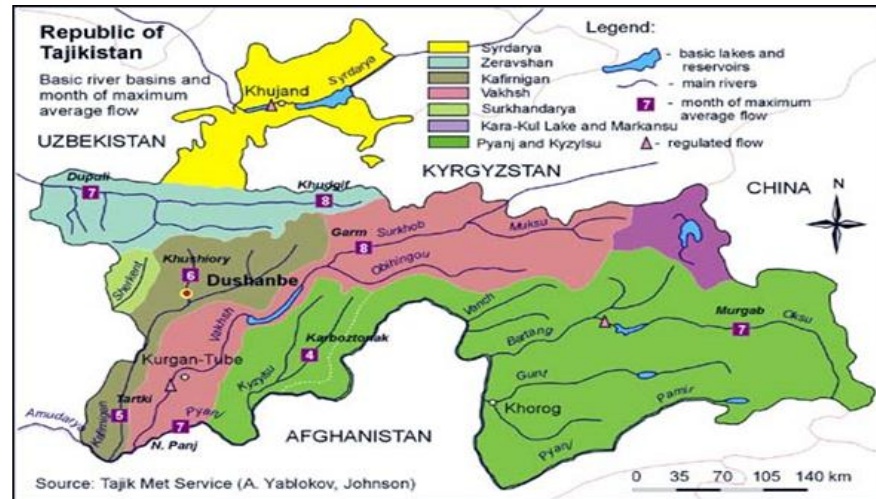 Republic of
Tajikistan
Basic river basins and
month of maximum
average flow
Syrdarya
Zeravshan
Kafirnigan
Vakhsh
Surkhandarya
Kara-Kul Lake and Markansu
Pyanj and Kyzylsu
Legend:
- basic lakes and
reservoirs
- main rivers
7 - month of maximum
average flow
- regulated flow
Khujand
Syrdarya
UZBEKISTAN
KYRGYZSTAN
CHINA
N
Dupuli
7
Khudgif
8
Garm
8
Surkhob
Muksu
Obihingou
Khushiory
6
Dushanbe
Sherkent
Vakhsh
Vanch
Bartang
Murgab
7
Oksu
Karboztonak
4
Kyzylsu
Kurgan-Tube
Gunt
Khorog
Pamir
Pyanj
Tartki
5
Kafirnigan
Amudarya
Pyanj
7
N. Panj
AFGHANISTAN
Source: Tajik Met Service (A. Yablokov, Johnson)
0 35 70 105 140 km